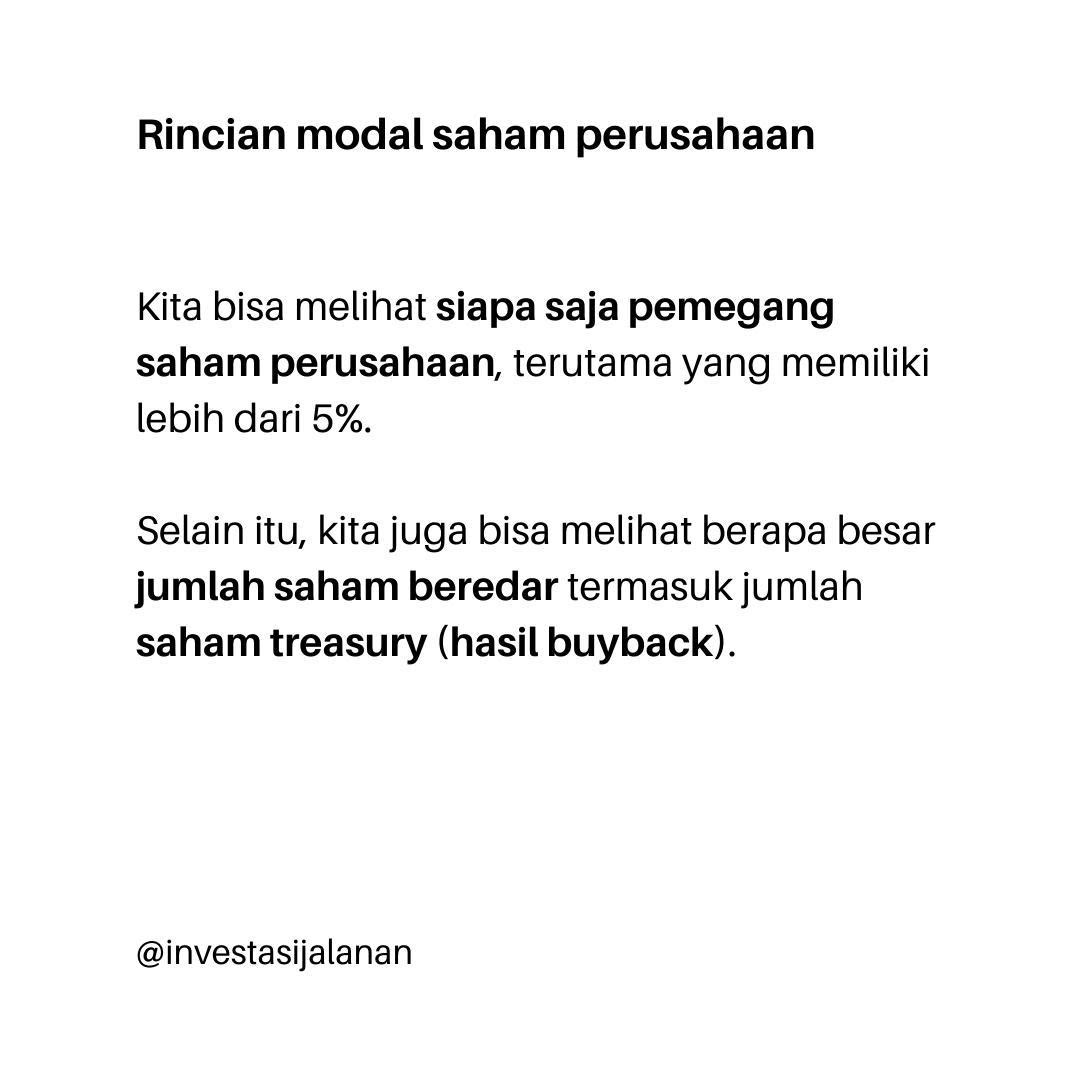 Rincian modal saham perusahaan
Kita bisa melihat siapa saja pemegang
saham perusahaan, terutama yang memiliki
lebih dari 5%.
Selain itu, kita juga bisa melihat berapa besar
jumlah saham beredar termasuk jumlah
saham treasury (hasil buyback).
@investasijalanan